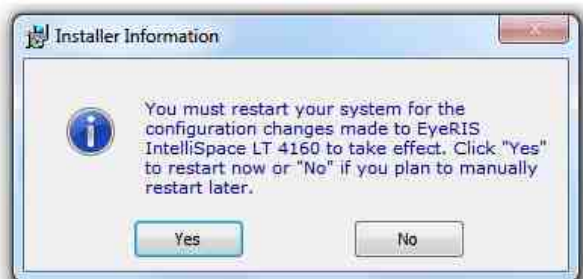 Installer Information
You must restart your system for the
configuration changes made to EyeRIS
IntelliSpace LT 4160 to take effect. Click "Yes"
to restart now or "No" if you plan to manually
restart later.
Yes
No